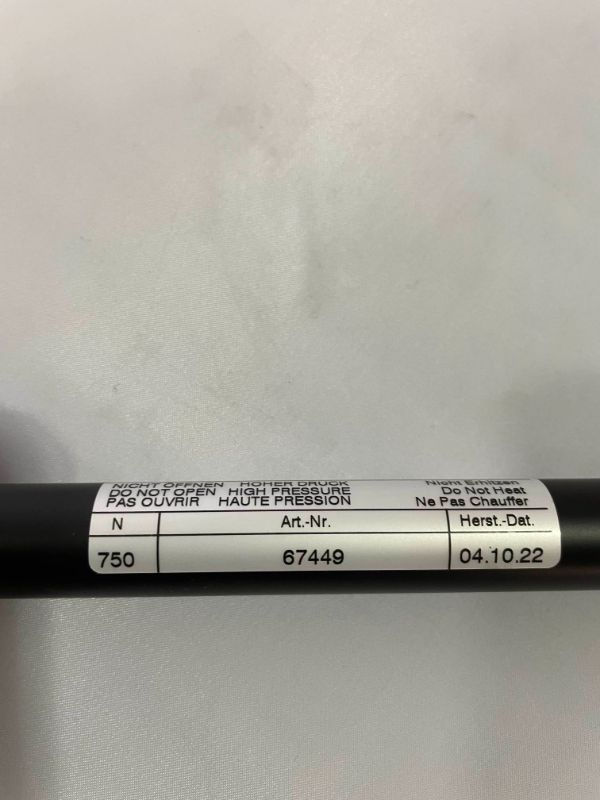 NICHT ÖFFNEN HOHER DRUCK Nicht Erhitzen
DO NOT OPEN HIGH PRESSURE Do Not Heat
PAS OUVRIR HAUTE PRESSION Ne Pas Chauffer
N Art.-Nr. Herst.-Dat.
750 67449 04.10.22